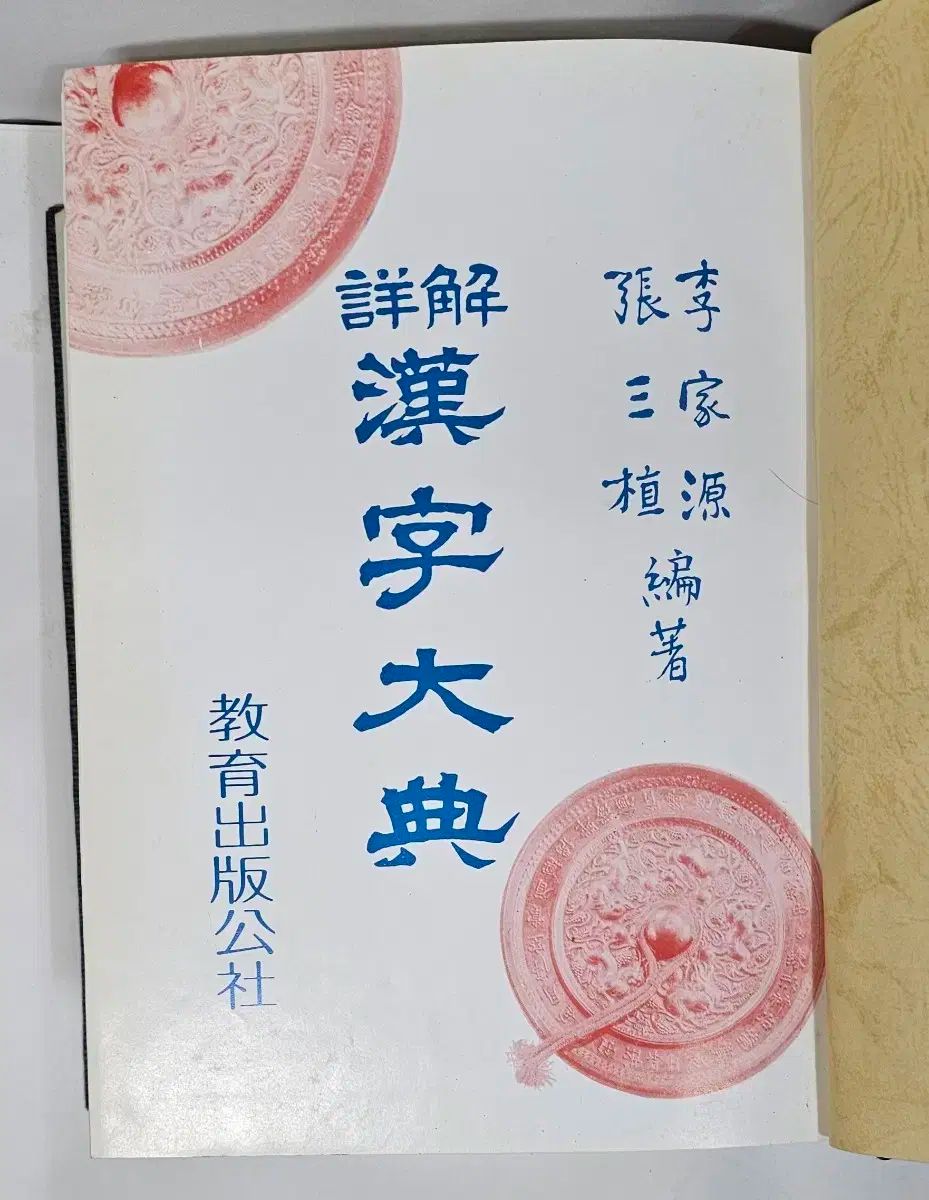 李家源
張三植
編著
詳解
漢字大典
教育出版公社